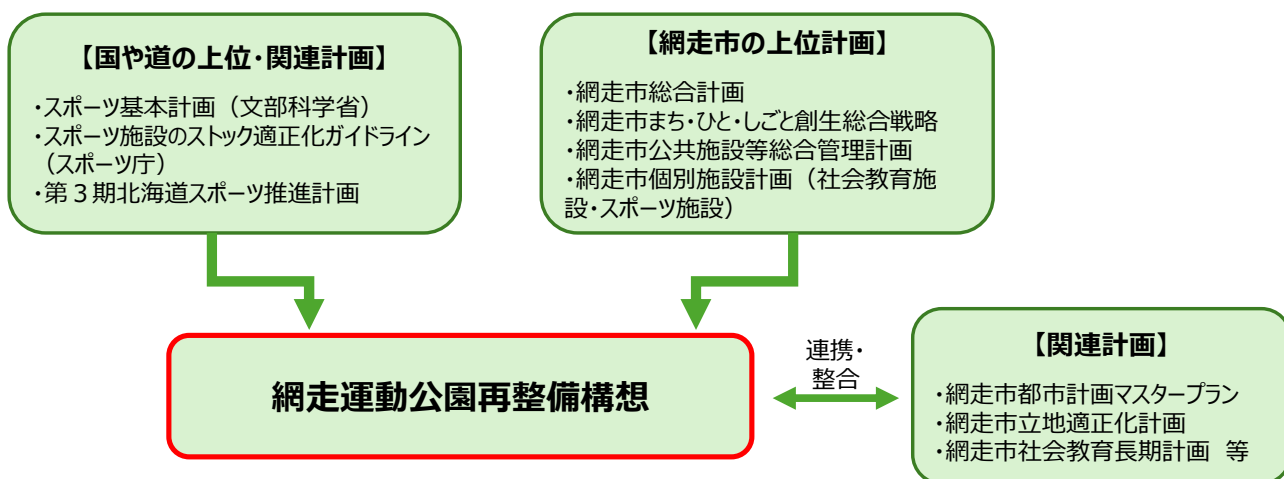 【国や道の上位・関連計画】
・スポーツ基本計画（文部科学省）
・スポーツ施設のストック適正化ガイドライン
（スポーツ庁）
・第３期北海道スポーツ推進計画
【網走市の上位計画】
・網走市総合計画
・網走市まち・ひと・しごと創生総合戦略
・網走市公共施設等総合管理計画
・網走市個別施設計画（社会教育施
設・スポーツ施設）
網走運動公園再整備構想
連携・
整合
【関連計画】
・網走市都市計画マスタープラン
・網走市立地適正化計画
・網走市社会教育長期計画　等